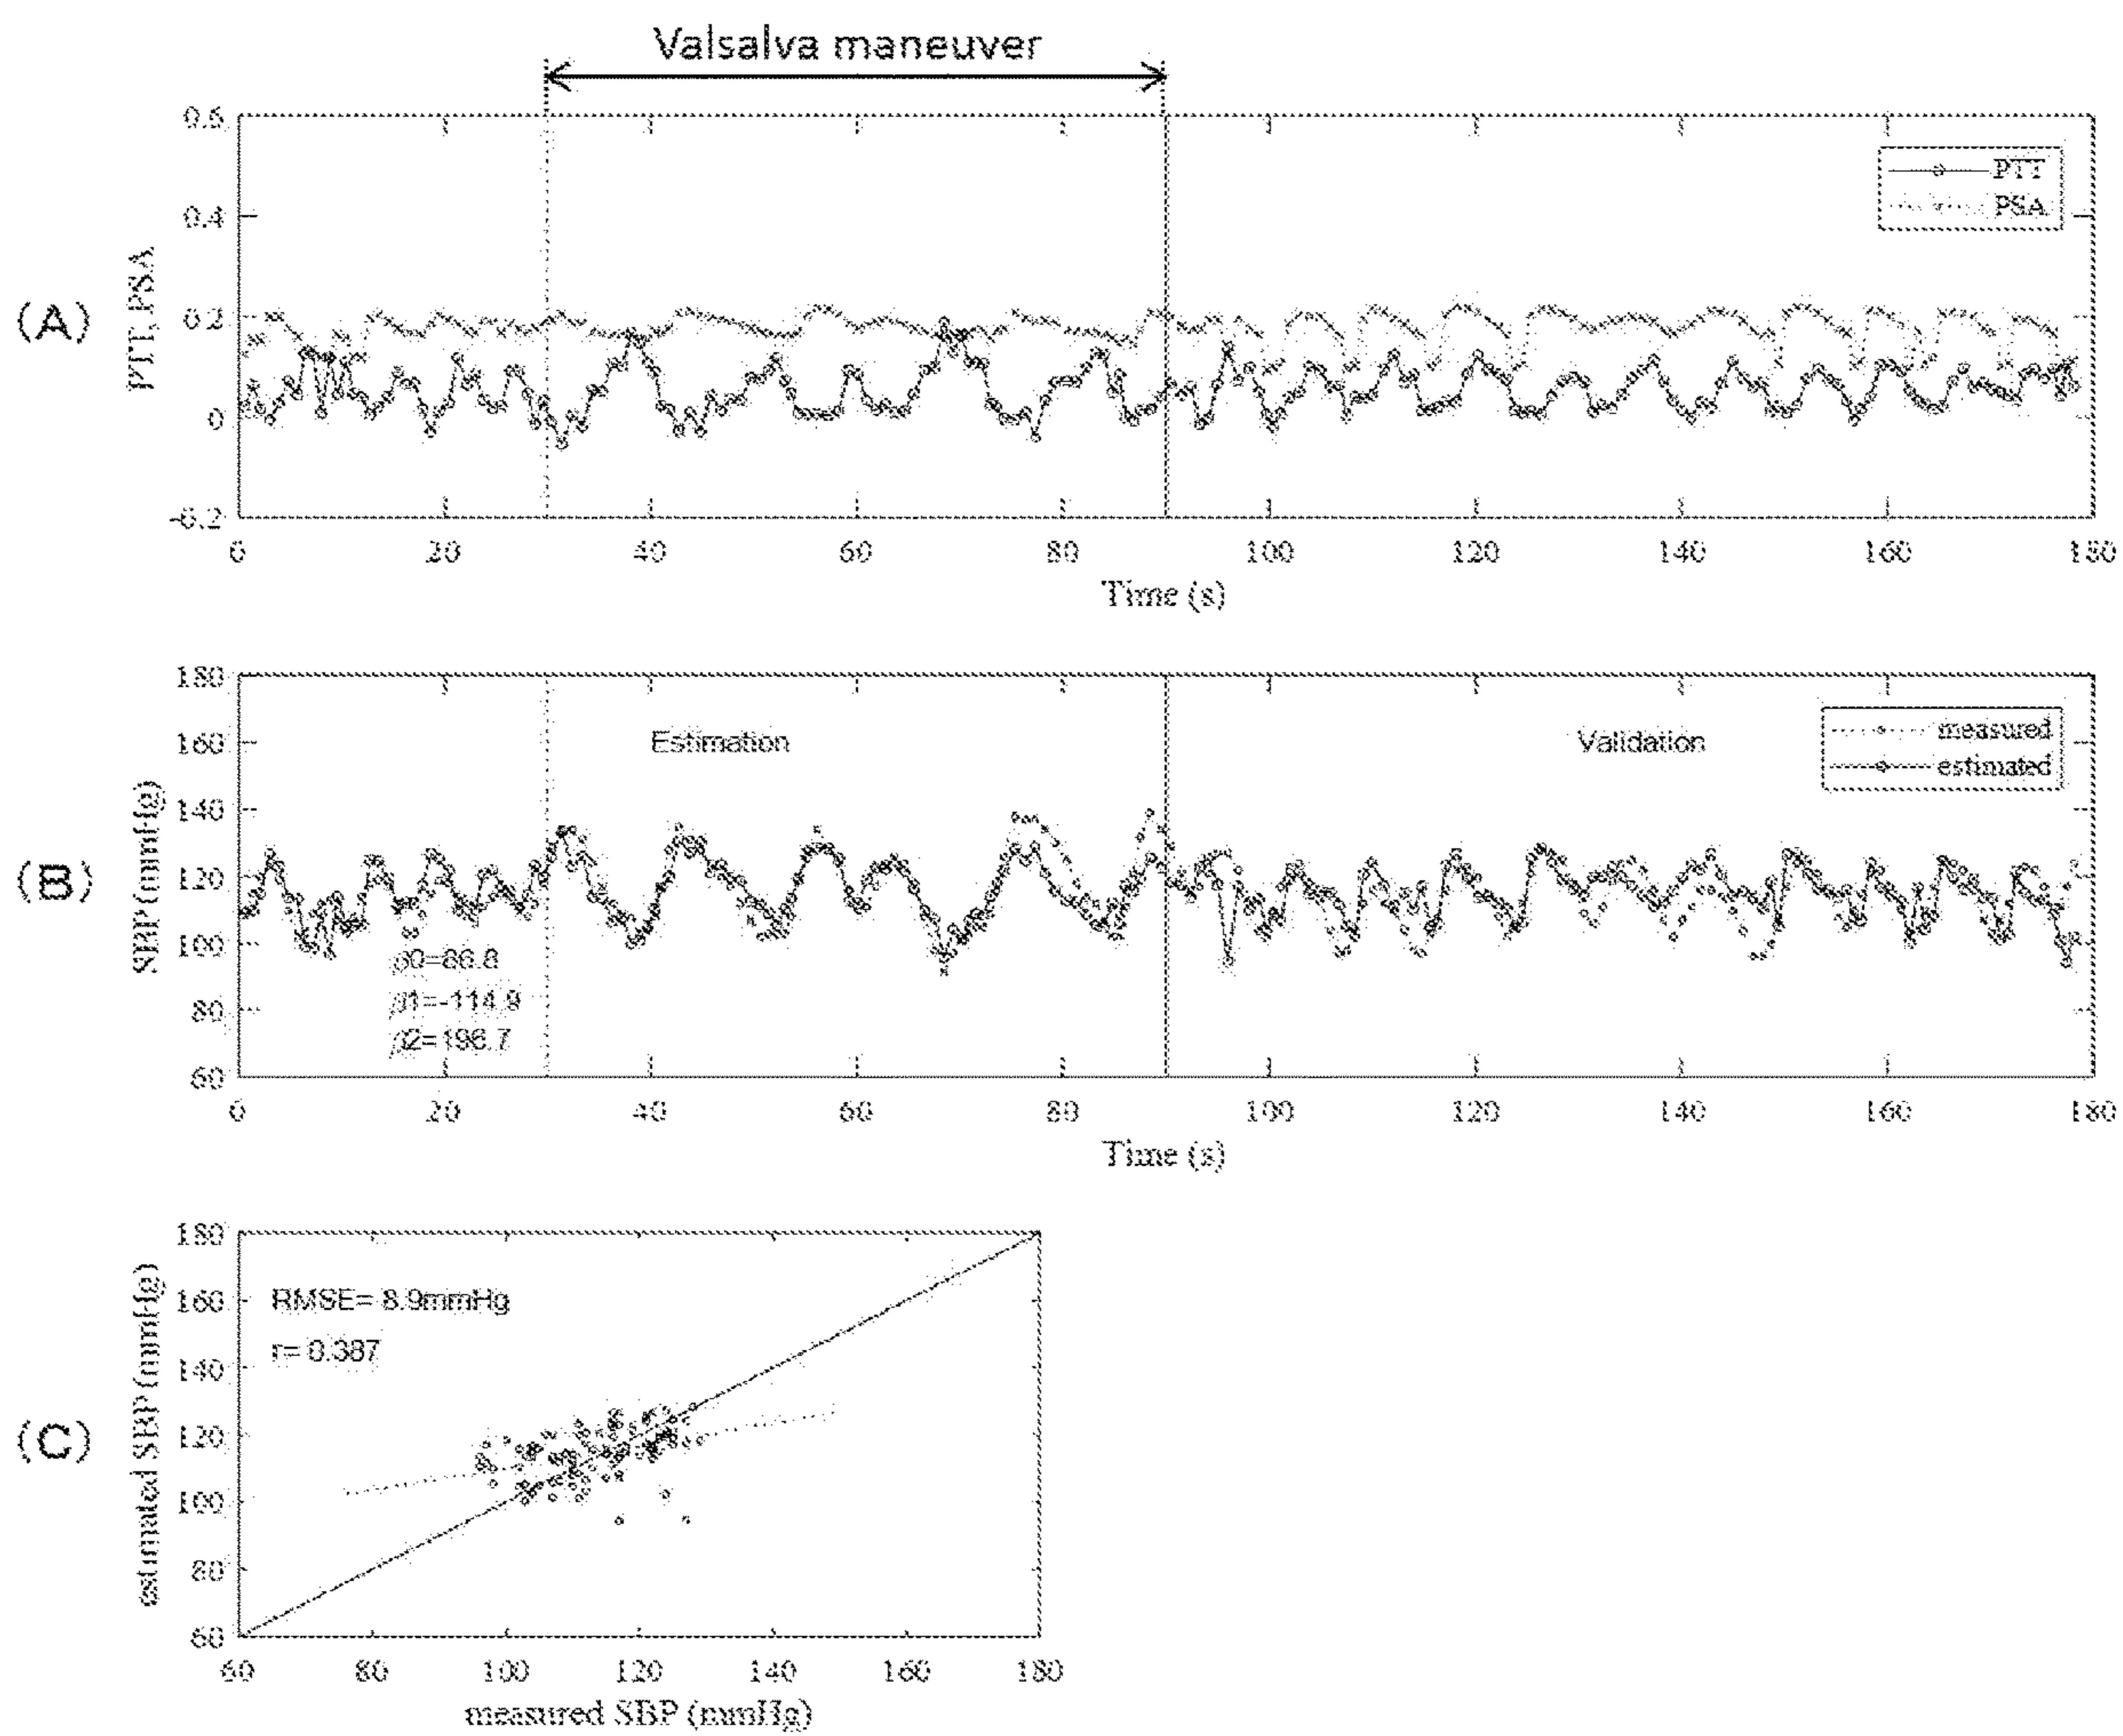 Valsalva maneuver
(A)
PTT, PSA
0.6
0.4
0.2
0
-0.2
PTT
PSA
0 20 40 60 80 100 120 140 160 180
Time (s)
(B)
SBP (mmHg)
180
160
140
120
100
80
60
Estimation
Validation
measured
estimated
β0=86.8
β1=-114.9
β2=196.7
0 20 40 60 80 100 120 140 160 180
Time (s)
(C)
estimated SBP (mmHg)
180
160
140
120
100
80
60
RMSE= 8.9mmHg
r= 0.387
60 80 100 120 140 160 180
measured SBP (mmHg)